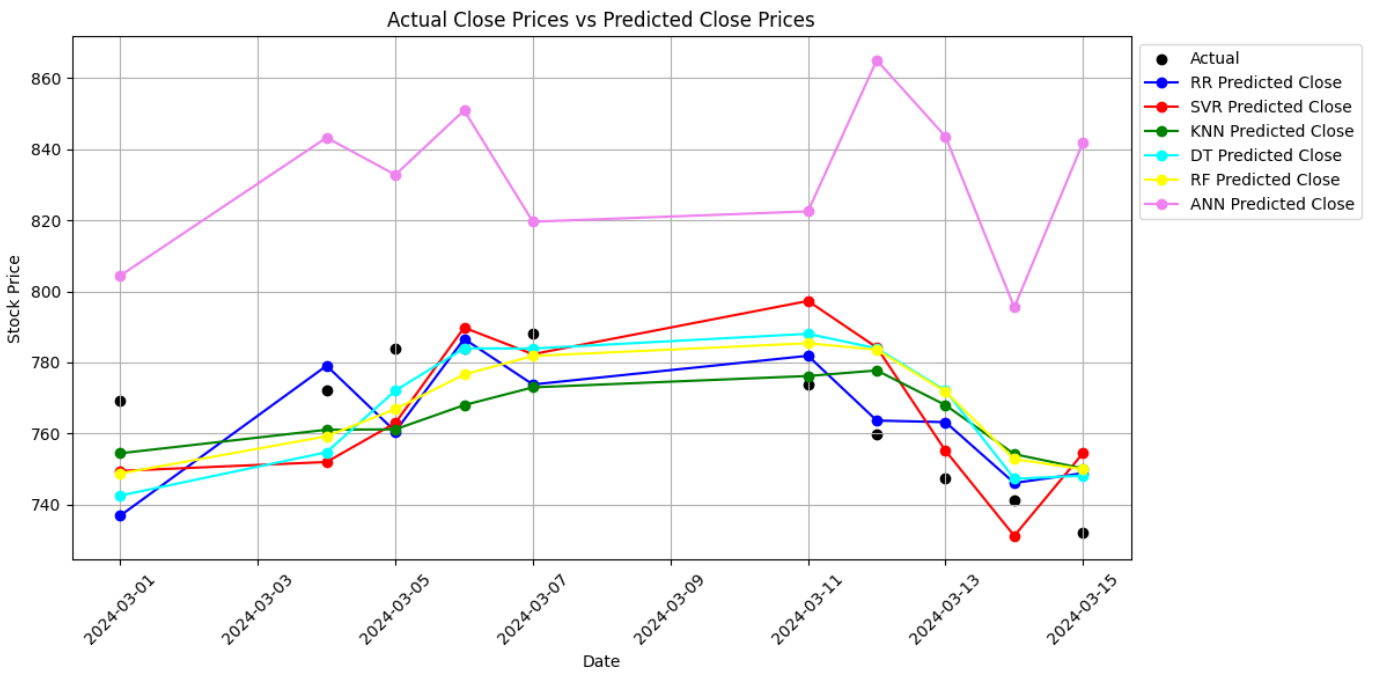 Actual Close Prices vs Predicted Close Prices
Stock Price
860
840
820
800
780
760
740
2024-03-01
2024-03-03
2024-03-05
2024-03-07
2024-03-09
2024-03-11
2024-03-13
2024-03-15
Date
Actual
RR Predicted Close
SVR Predicted Close
KNN Predicted Close
DT Predicted Close
RF Predicted Close
ANN Predicted Close